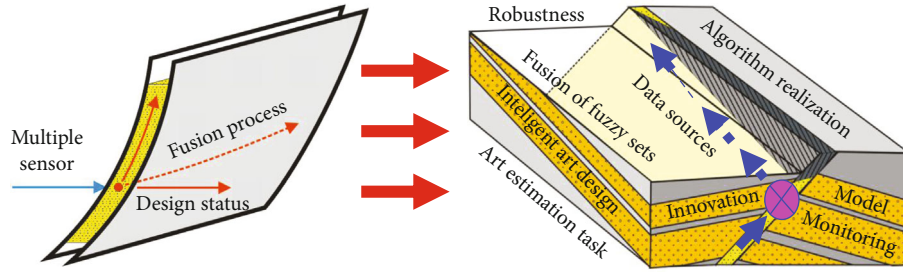 Multiple
sensor
Fusion process
Design status
Robustness
Fusion of fuzzy sets
Data sources
Algorithm realization
Inteligent art design
Art estimation task
Innovation
Model
Monitoring